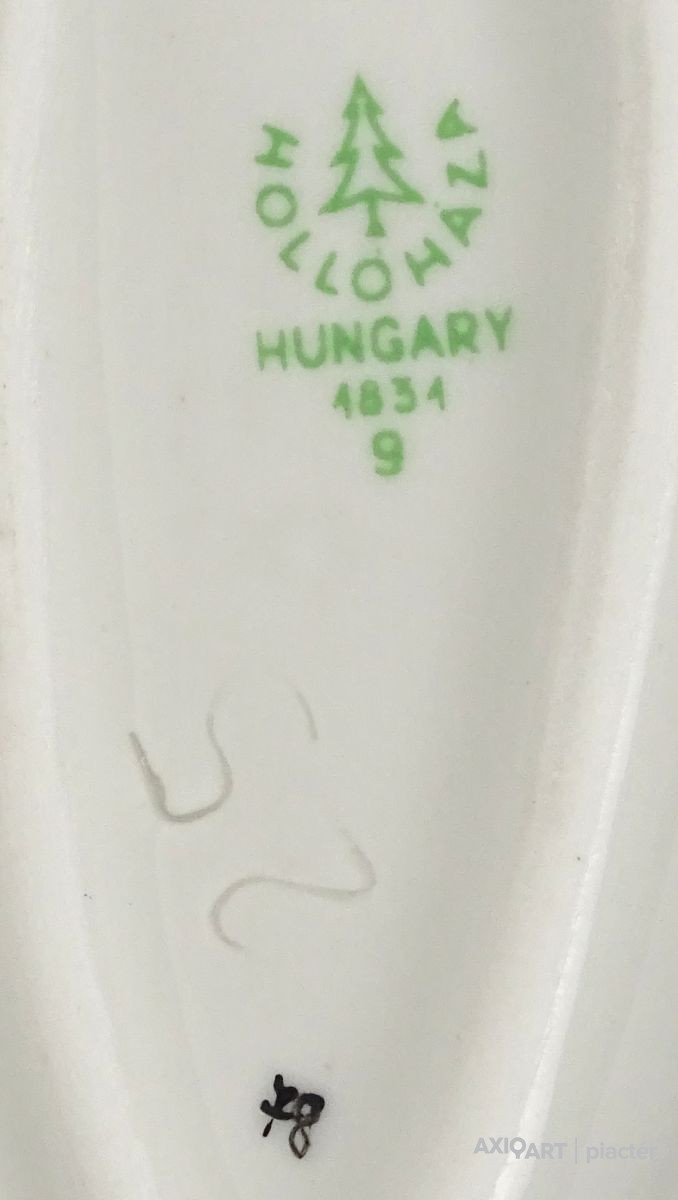 HOLLÓHÁZA
HUNGARY
1831
9
AXIOART | piactér